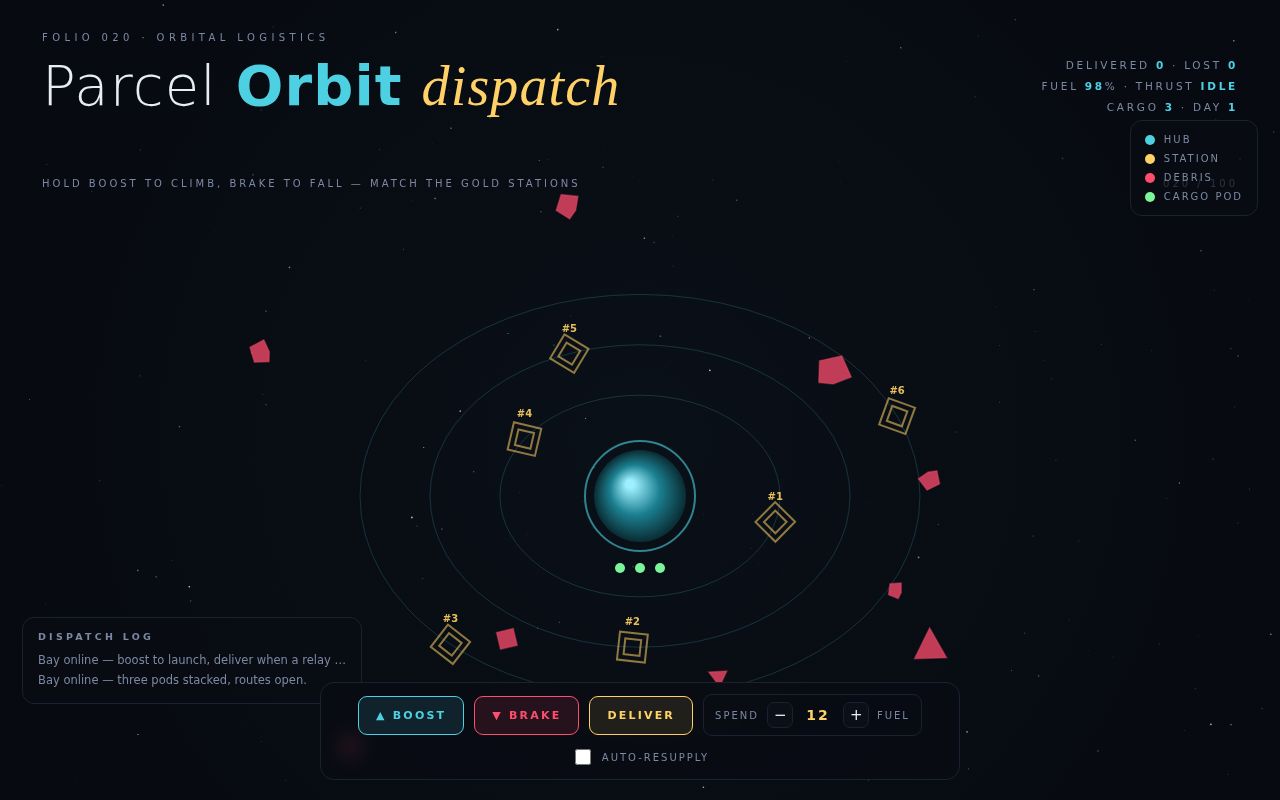 FOLIO 020 · ORBITAL LOGISTICS
Parcel Orbit dispatch
DELIVERED 0 · LOST 0
FUEL 98% · THRUST IDLE
CARGO 3 · DAY 1
HUB
STATION
DEBRIS
020 / 100
CARGO POD
HOLD BOOST TO CLIMB, BRAKE TO FALL — MATCH THE GOLD STATIONS
#5
#6
#4
#1
#3
#2
DISPATCH LOG
Bay online — boost to launch, deliver when a relay ...
Bay online — three pods stacked, routes open.
▲ BOOST
▼ BRAKE
DELIVER
SPEND − 12 + FUEL
AUTO-RESUPPLY